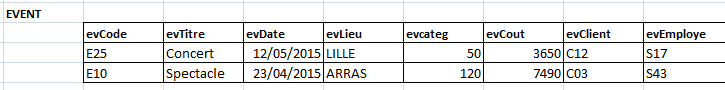 EVENT
evCode evTitre evDate evLieu evcateg evCout evClient evEmploye
E25 Concert 12/05/2015 LILLE 50 3650 C12 S17
E10 Spectacle 23/04/2015 ARRAS 120 7490 C03 S43